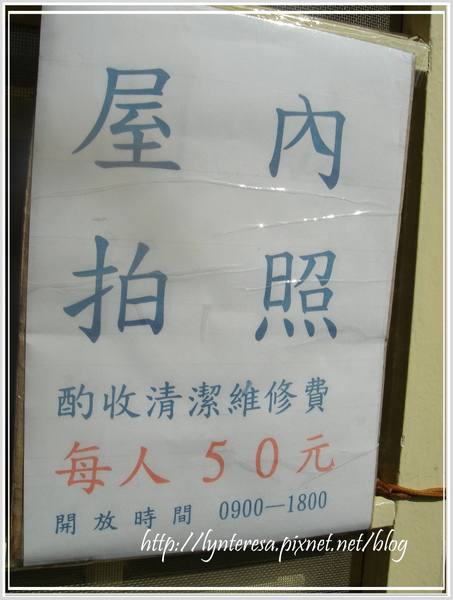 屋內
拍照
酌收清潔維修費
每人50元
開放時間 0900—1800
http://lynteresa.pixnet.net/blog